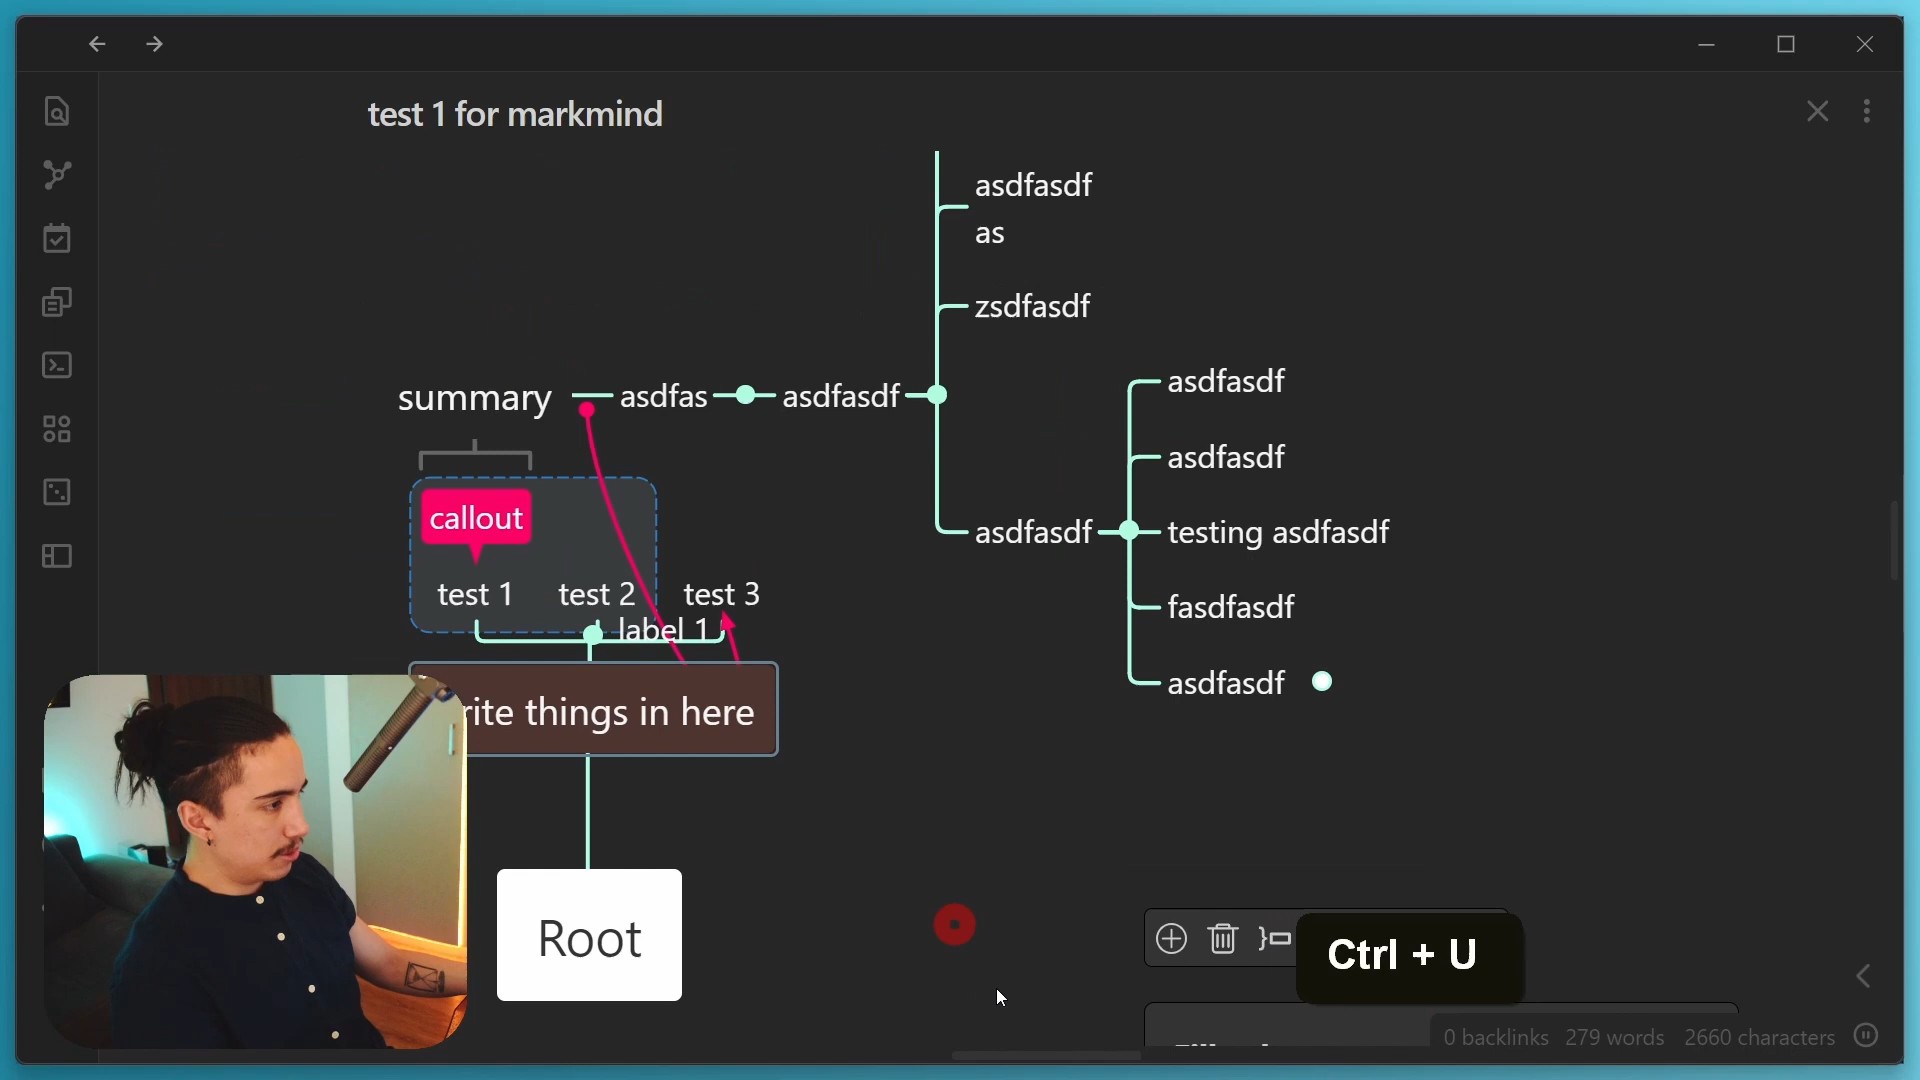 test 1 for markmind
asdfasdf
as
zsdfasdf
summary
asdfas
asdfasdf
asdfasdf
asdfasdf
callout
asdfasdf
testing asdfasdf
test 1
test 2
test 3
fasdfasdf
label 1
asdfasdf
rite things in here
Root
Ctrl + U
0 backlinks
279 words
2660 characters